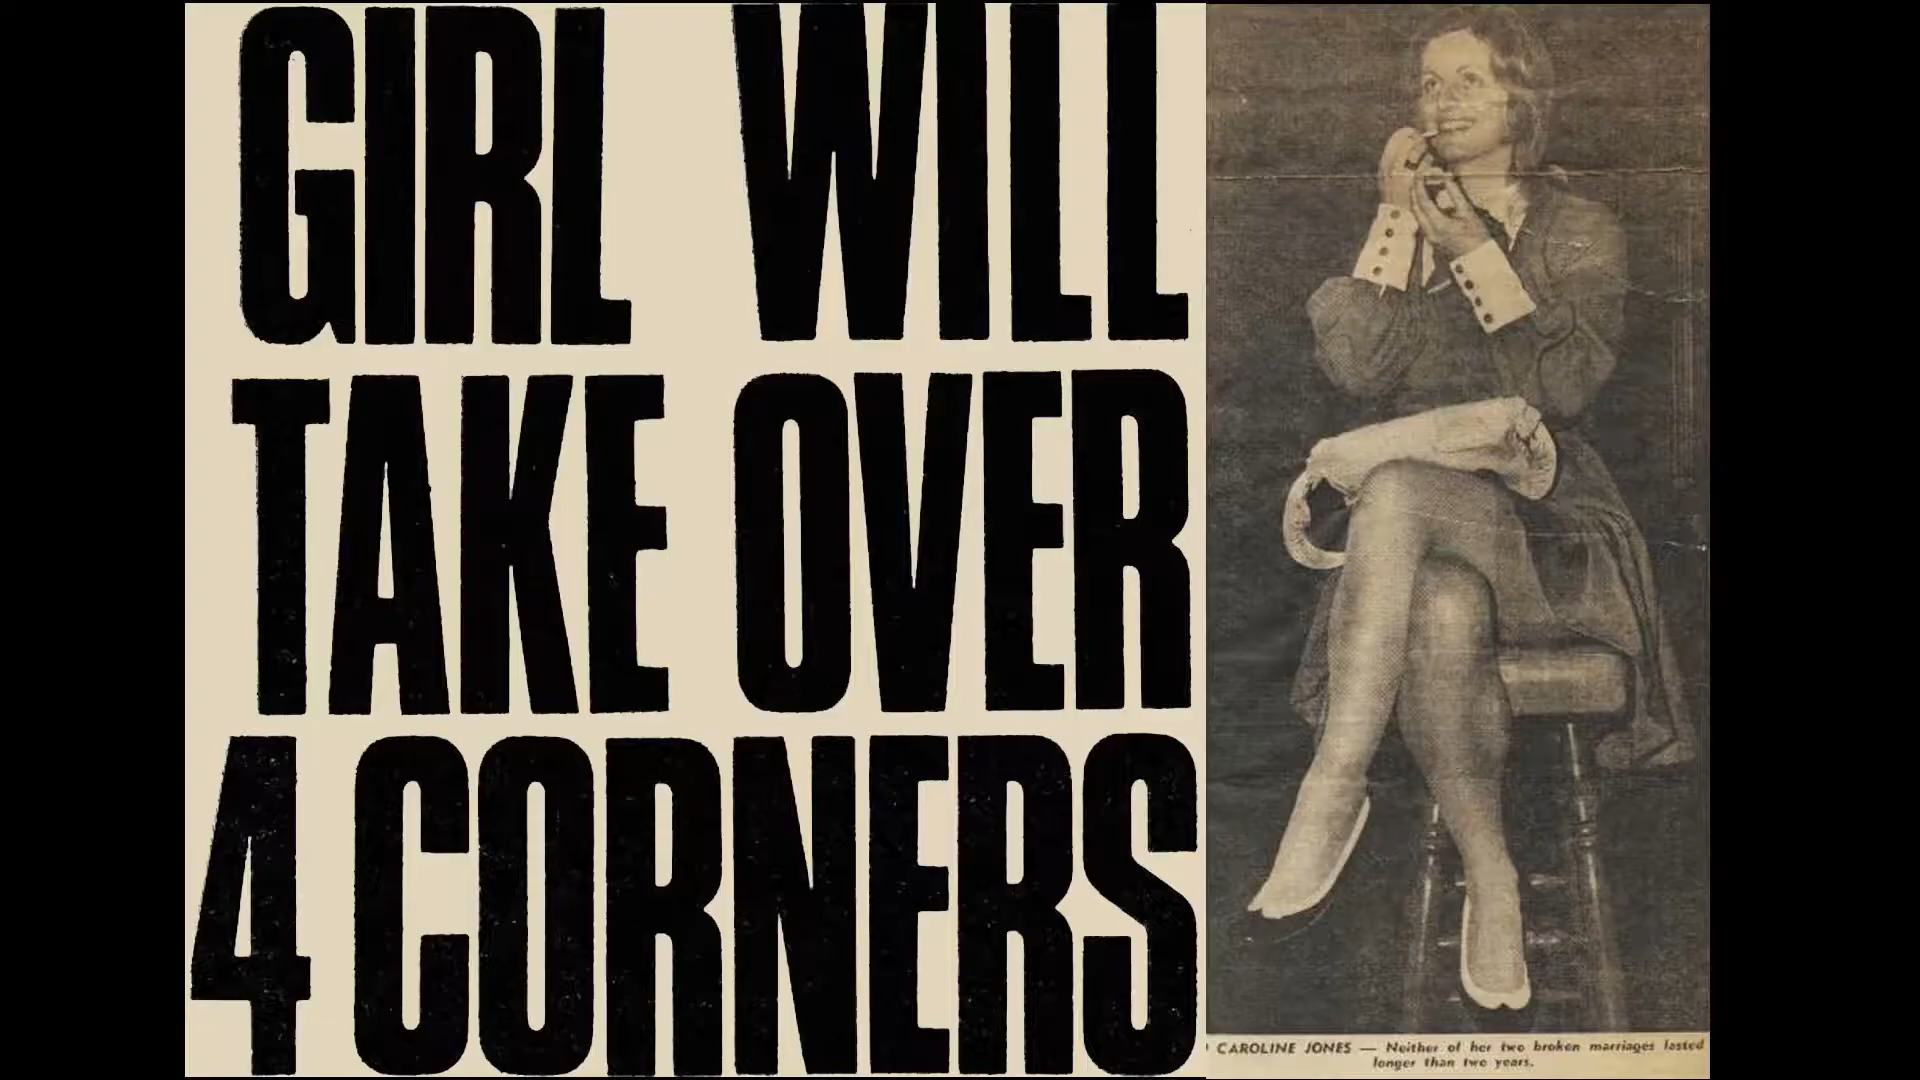 GIRL WILL
TAKE OVER
4 CORNERS
CAROLINE JONES — Neither of her two broken marriages lasted
longer than two years.